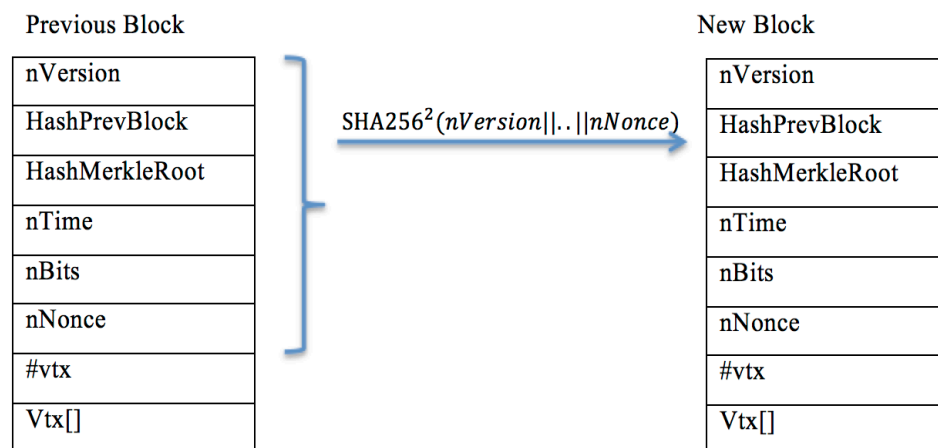 Previous Block
nVersion
HashPrevBlock
HashMerkleRoot
nTime
nBits
nNonce
#vtx
Vtx[]
SHA256²(nVersion||..||nNonce)
New Block
nVersion
HashPrevBlock
HashMerkleRoot
nTime
nBits
nNonce
#vtx
Vtx[]